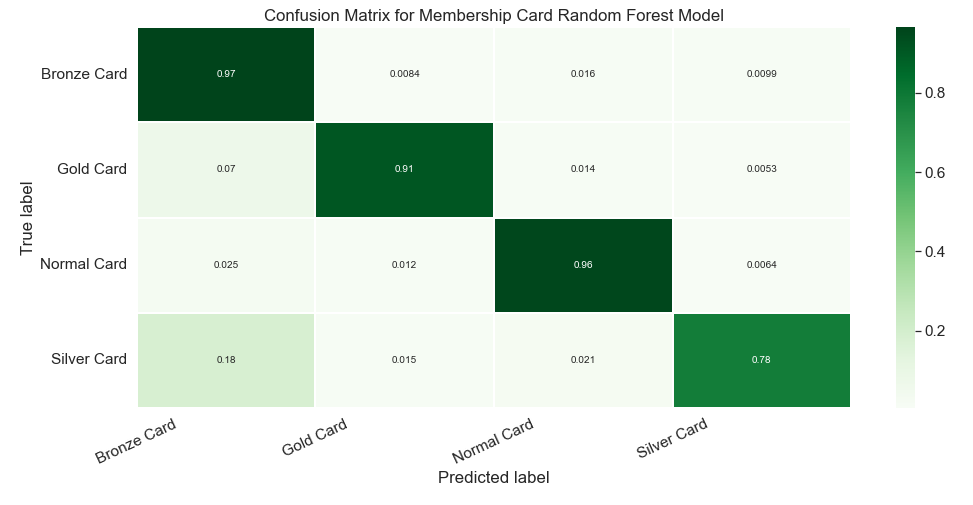 Confusion Matrix for Membership Card Random Forest Model
True label
Bronze Card 0.97 0.0084 0.016 0.0099
Gold Card 0.07 0.91 0.014 0.0053
Normal Card 0.025 0.012 0.96 0.0064
Silver Card 0.18 0.015 0.021 0.78
Bronze Card Gold Card Normal Card Silver Card
Predicted label
0.8
0.6
0.4
0.2